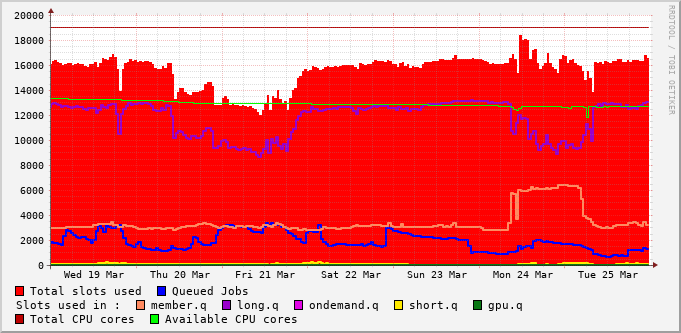 20000
18000
16000
14000
12000
10000
8000
6000
4000
2000
0
Wed 19 Mar Thu 20 Mar Fri 21 Mar Sat 22 Mar Sun 23 Mar Mon 24 Mar Tue 25 Mar
Total slots used Queued Jobs
Slots used in : member.q long.q ondemand.q short.q gpu.q
Total CPU cores Available CPU cores
RRDTOOL / TOBI OETIKER